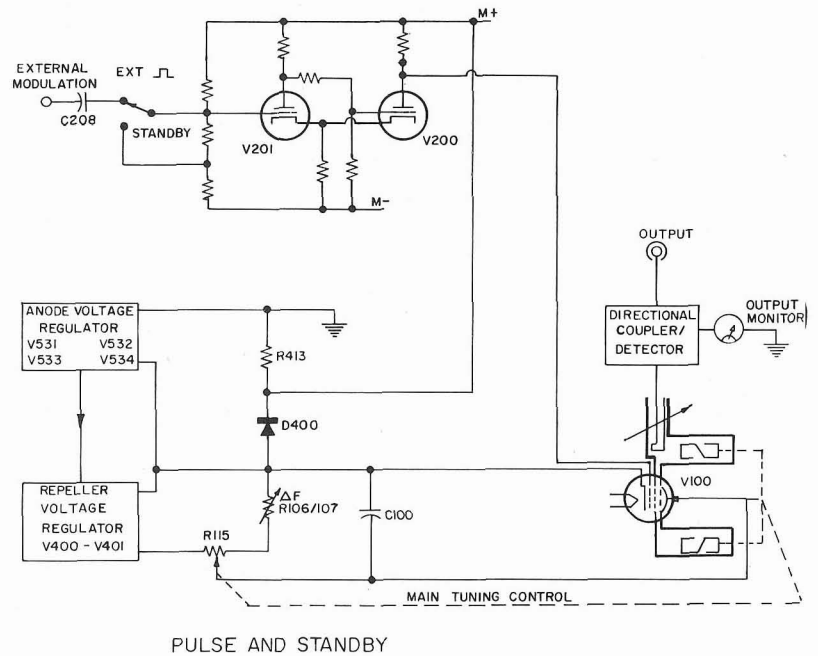 M+
EXTERNAL
MODULATION
EXT
C208
STANDBY
V201
V200
M-
OUTPUT
ANODE VOLTAGE
REGULATOR
V531 V532
V533 V534
R413
DIRECTIONAL
COUPLER/
DETECTOR
OUTPUT
MONITOR
D400
REPELLER
VOLTAGE
REGULATOR
V400 - V401
ΔF
R106/107
R115
C100
V100
MAIN TUNING CONTROL
PULSE AND STANDBY